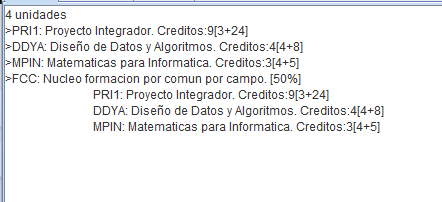 4 unidades
>PRI1: Proyecto Integrador. Creditos:9[3+24]
>DDYA: Diseño de Datos y Algoritmos. Creditos:4[4+8]
>MPIN: Matematicas para Informatica. Creditos:3[4+5]
>FCC: Nucleo formacion por comun por campo. [50%]
PRI1: Proyecto Integrador. Creditos:9[3+24]
DDYA: Diseño de Datos y Algoritmos. Creditos:4[4+8]
MPIN: Matematicas para Informatica. Creditos:3[4+5]